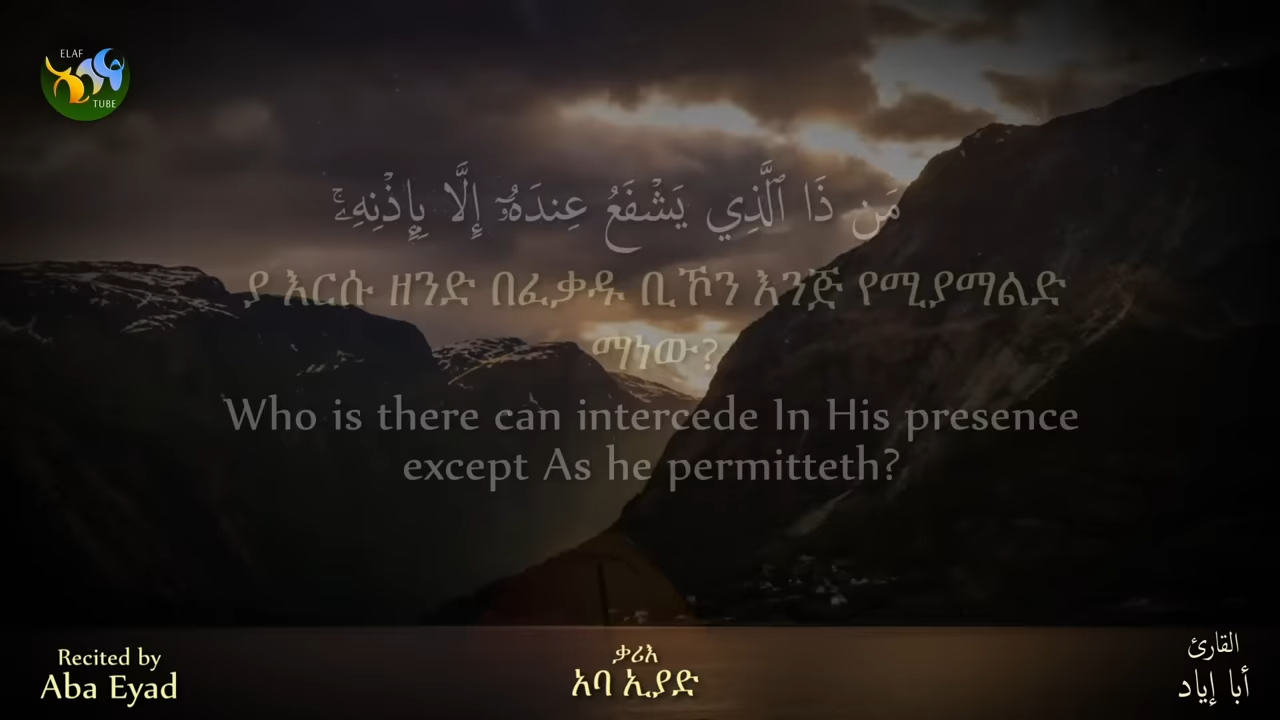 ELAF
ኢላፍ
TUBE
مَن ذَا ٱلَّذِي يَشْفَعُ عِندَهُۥٓ إِلَّا بِإِذْنِهِۦۚ
ያ እርሱ ዘንድ በፈቃዱ ቢኾን እንጅ የሚያማልድ
ማነው?
Who is there can intercede In His presence
except As he permitteth?
Recited by
Aba Eyad
ቃሪእ
አባ ኢያድ
القارئ
أبا إياد